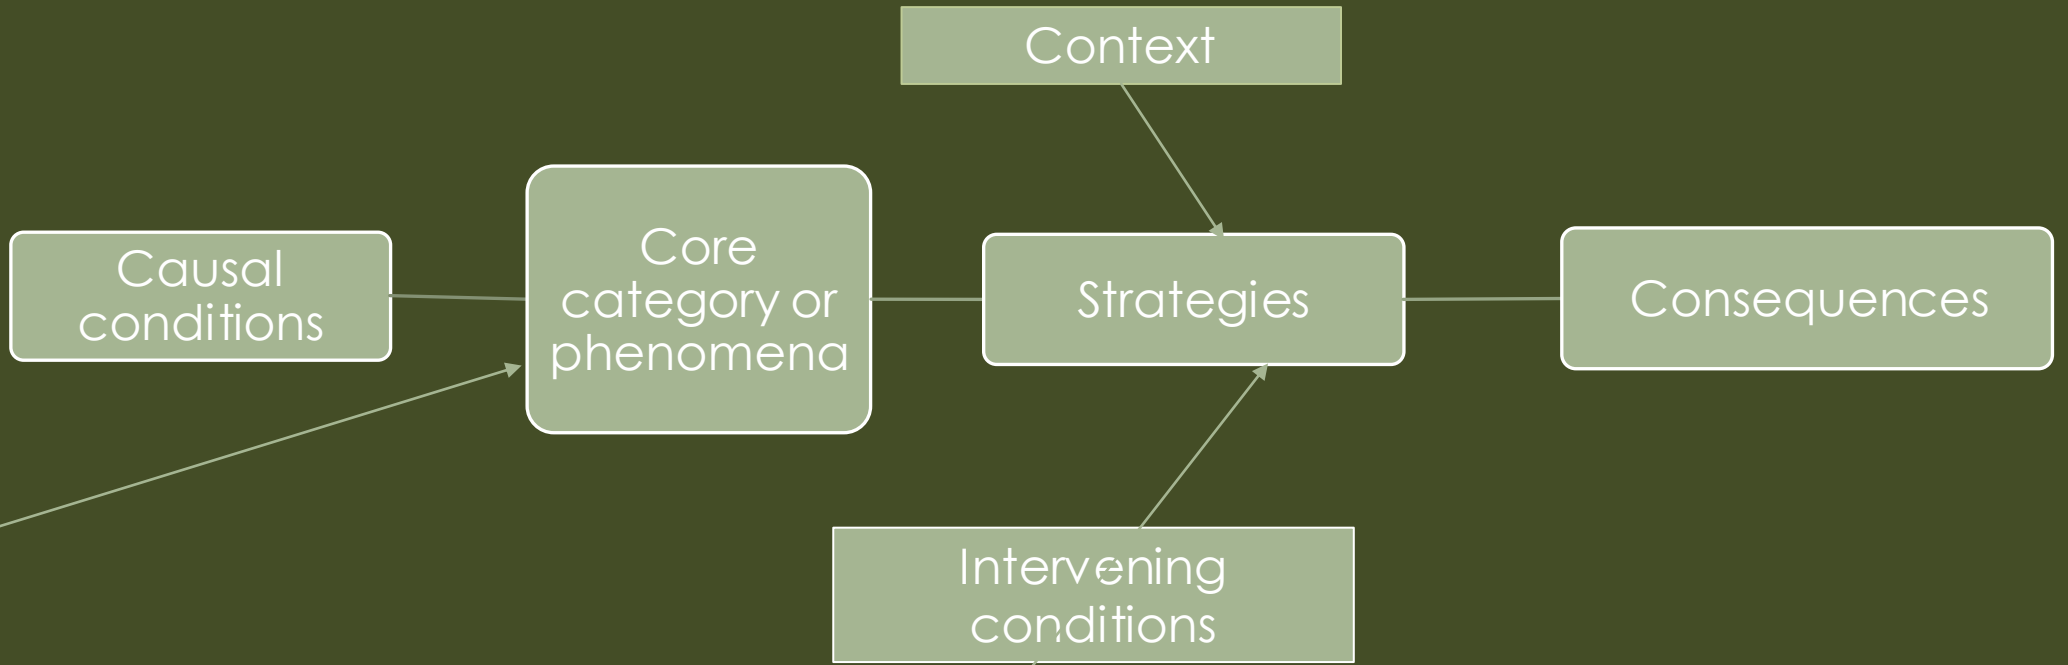 Context
Causal
conditions
Core
category or
phenomena
Strategies
Consequences
Intervening
conditions